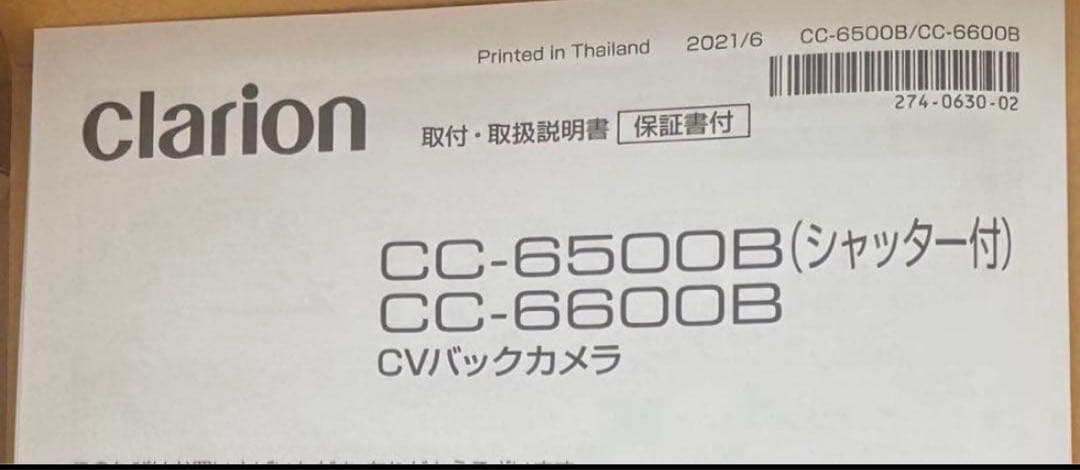 Printed in Thailand 2021/6 CC-6500B/CC-6600B
274-0630-02
clarion
取付・取扱説明書 保証書付
CC-6500B(シャッター付)
CC-6600B
CVバックカメラ